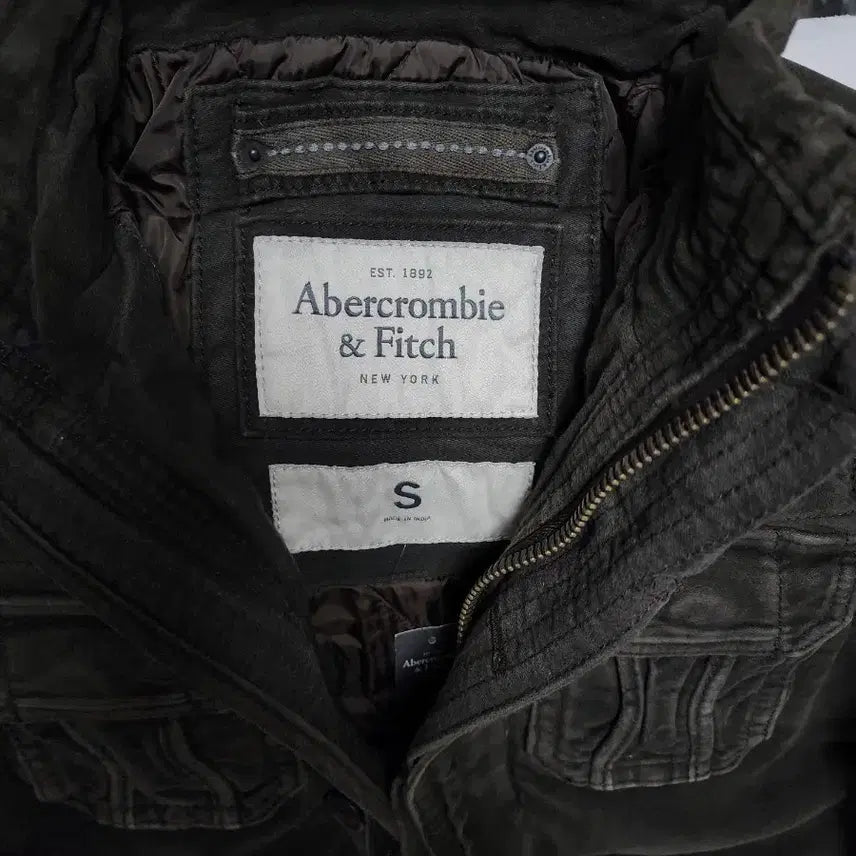 EST. 1892
Abercrombie
& Fitch
NEW YORK
S
MADE IN INDIA